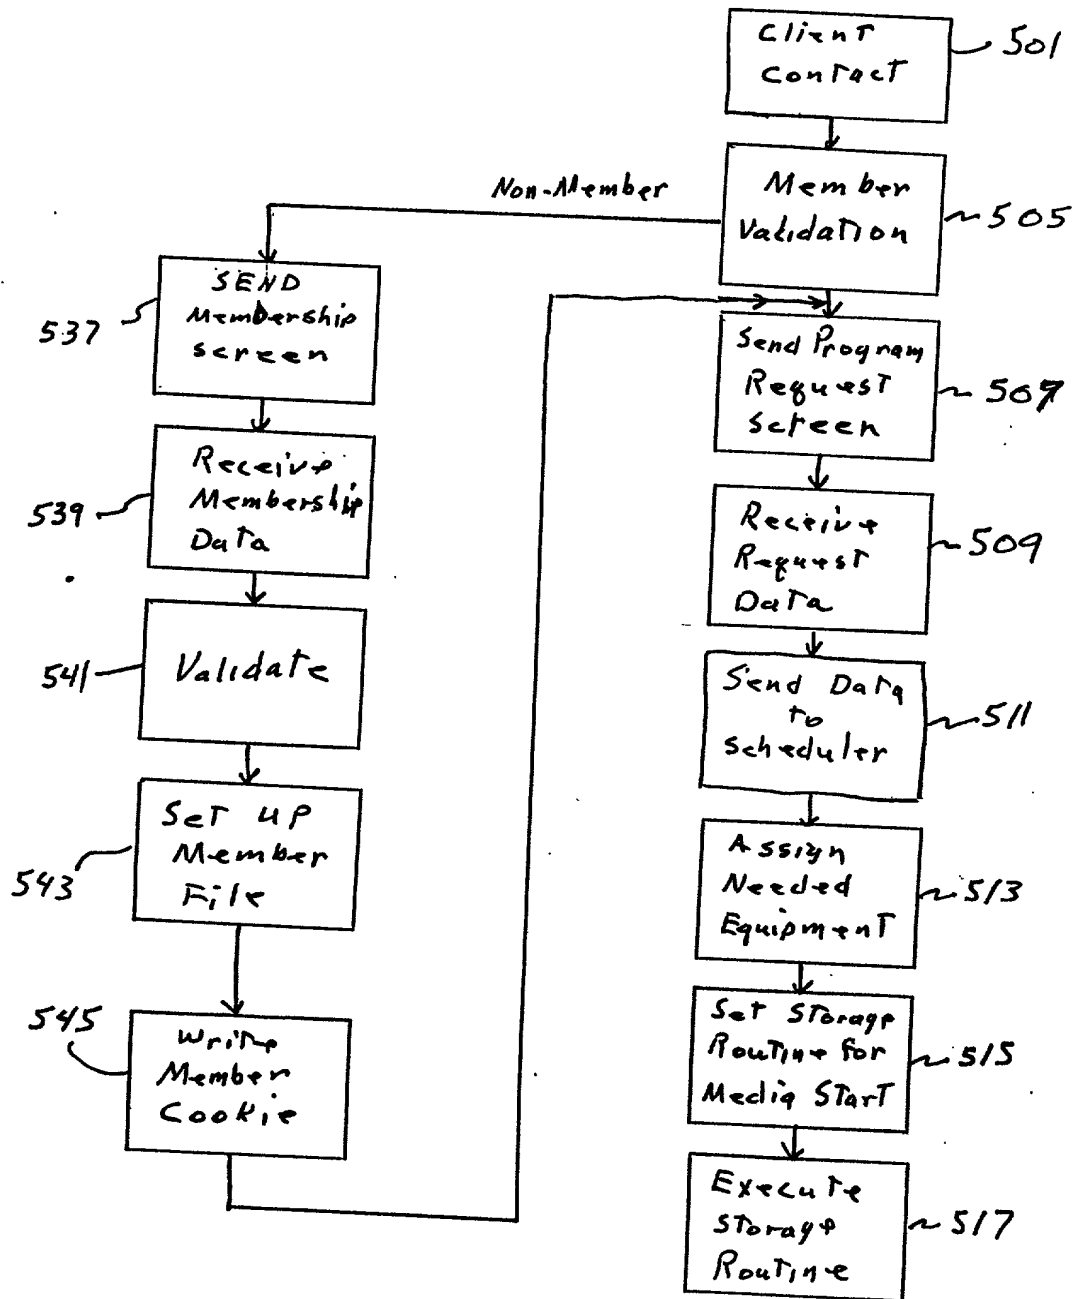 Client
Contact
501
Member
Validation
505
Non-Member
SEND
Membership
screen
537
Send Program
Request
Screen
507
Receive
Membership
Data
539
Receive
Request
Data
509
Validate
541
Send Data
to
Scheduler
511
Set up
Member
File
543
Assign
Needed
Equipment
513
Write
Member
Cookie
545
Set Storage
Routine for
Media Start
515
Execute
Storage
Routine
517